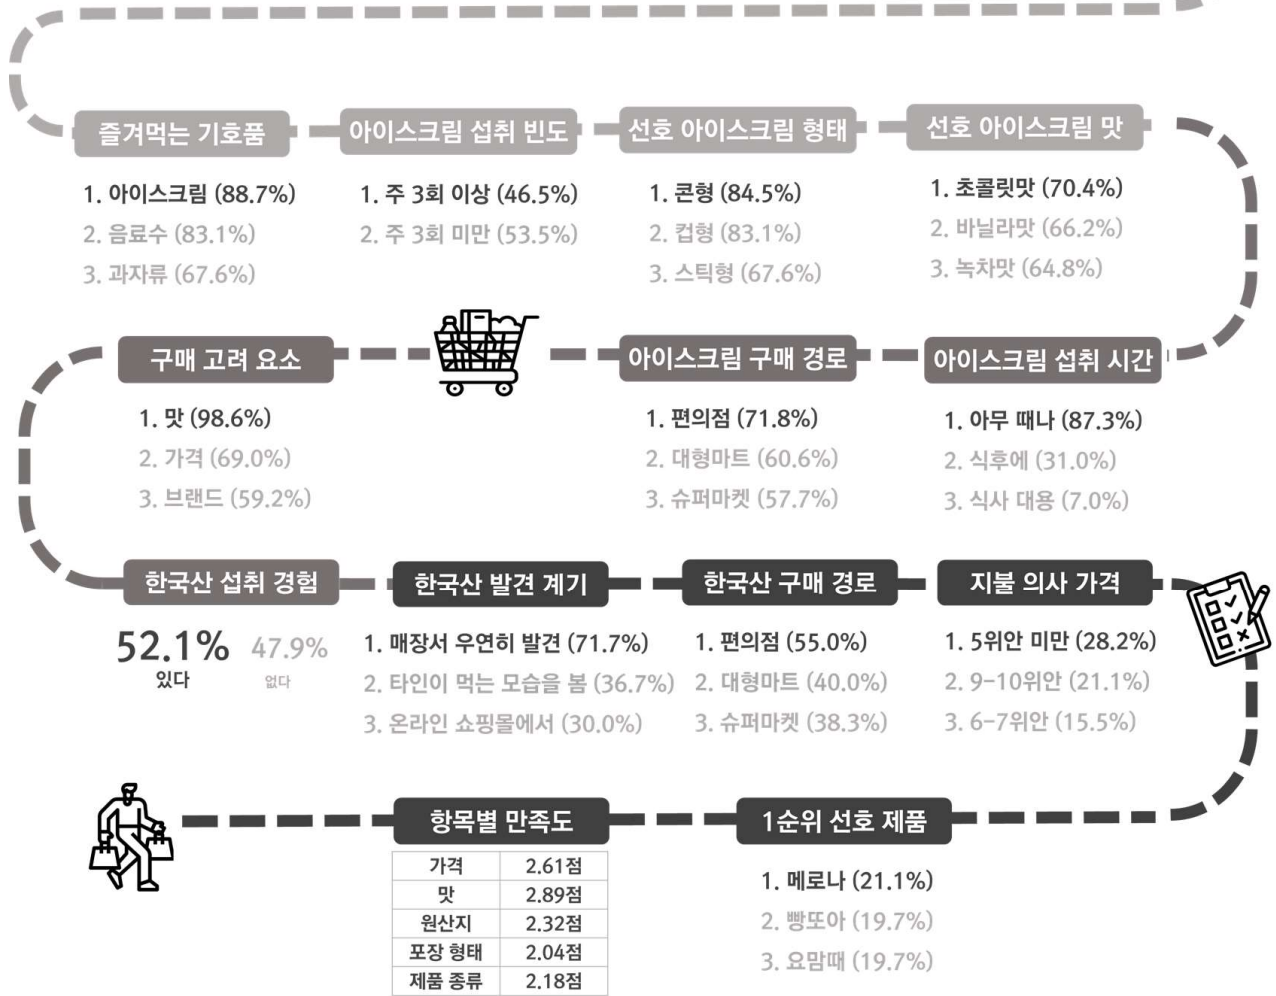 즐겨먹는 기호품
1. 아이스크림 (88.7%)
2. 음료수 (83.1%)
3. 과자류 (67.6%)
아이스크림 섭취 빈도
1. 주 3회 이상 (46.5%)
2. 주 3회 미만 (53.5%)
선호 아이스크림 형태
1. 콘형 (84.5%)
2. 컵형 (83.1%)
3. 스틱형 (67.6%)
선호 아이스크림 맛
1. 초콜릿맛 (70.4%)
2. 바닐라맛 (66.2%)
3. 녹차맛 (64.8%)
아이스크림 섭취 시간
1. 아무 때나 (87.3%)
2. 식후에 (31.0%)
3. 식사 대용 (7.0%)
아이스크림 구매 경로
1. 편의점 (71.8%)
2. 대형마트 (60.6%)
3. 슈퍼마켓 (57.7%)
구매 고려 요소
1. 맛 (98.6%)
2. 가격 (69.0%)
3. 브랜드 (59.2%)
한국산 섭취 경험
52.1% 47.9%
있다 없다
한국산 발견 계기
1. 매장서 우연히 발견 (71.7%)
2. 타인이 먹는 모습을 봄 (36.7%)
3. 온라인 쇼핑몰에서 (30.0%)
한국산 구매 경로
1. 편의점 (55.0%)
2. 대형마트 (40.0%)
3. 슈퍼마켓 (38.3%)
지불 의사 가격
1. 5위안 미만 (28.2%)
2. 9-10위안 (21.1%)
3. 6-7위안 (15.5%)
1순위 선호 제품
1. 메로나 (21.1%)
2. 빵또아 (19.7%)
3. 요맘때 (19.7%)
항목별 만족도
가격 2.61점
맛 2.89점
원산지 2.32점
포장 형태 2.04점
제품 종류 2.18점